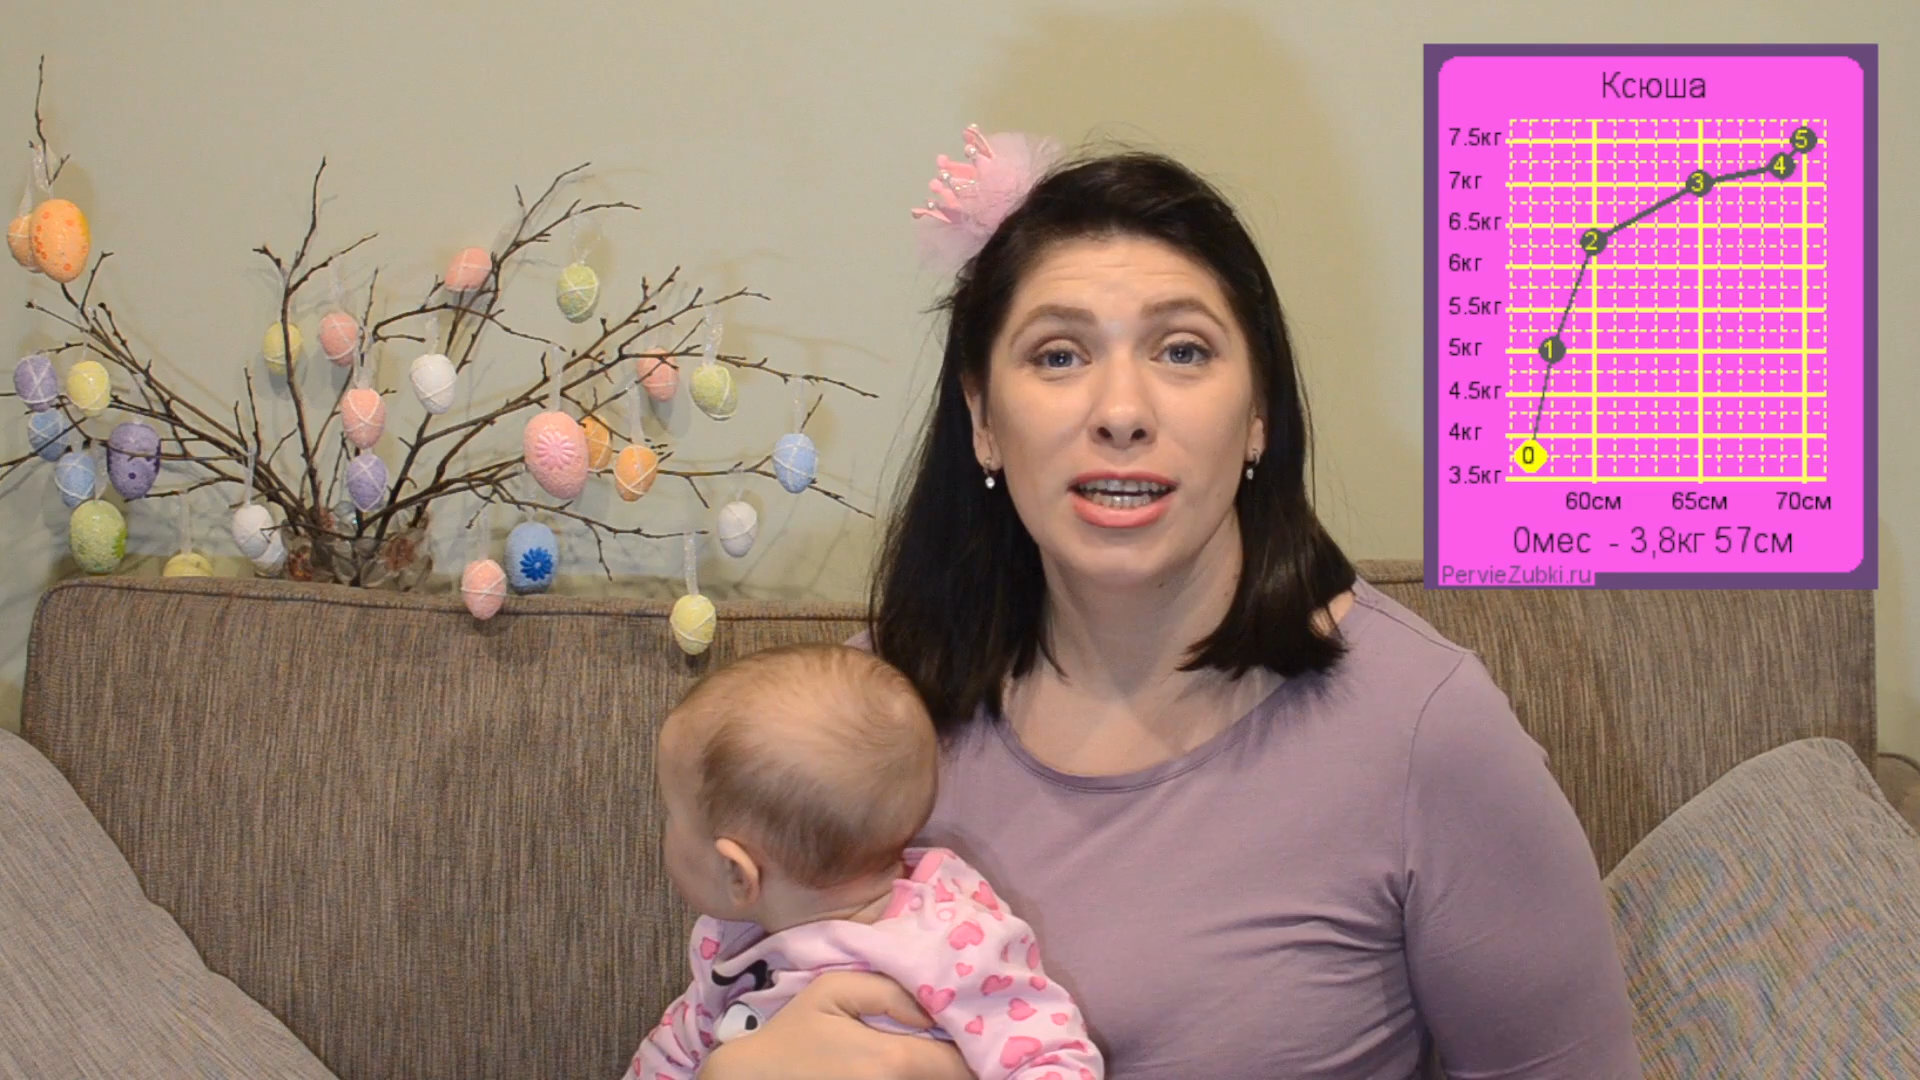 Ксюша
7.5кг
5
4
7кг
3
6.5кг
2
6кг
5.5кг
5кг
1
4.5кг
4кг
0
3.5кг
60см 65см 70см
0мес - 3,8кг 57см
PervieZubki.ru